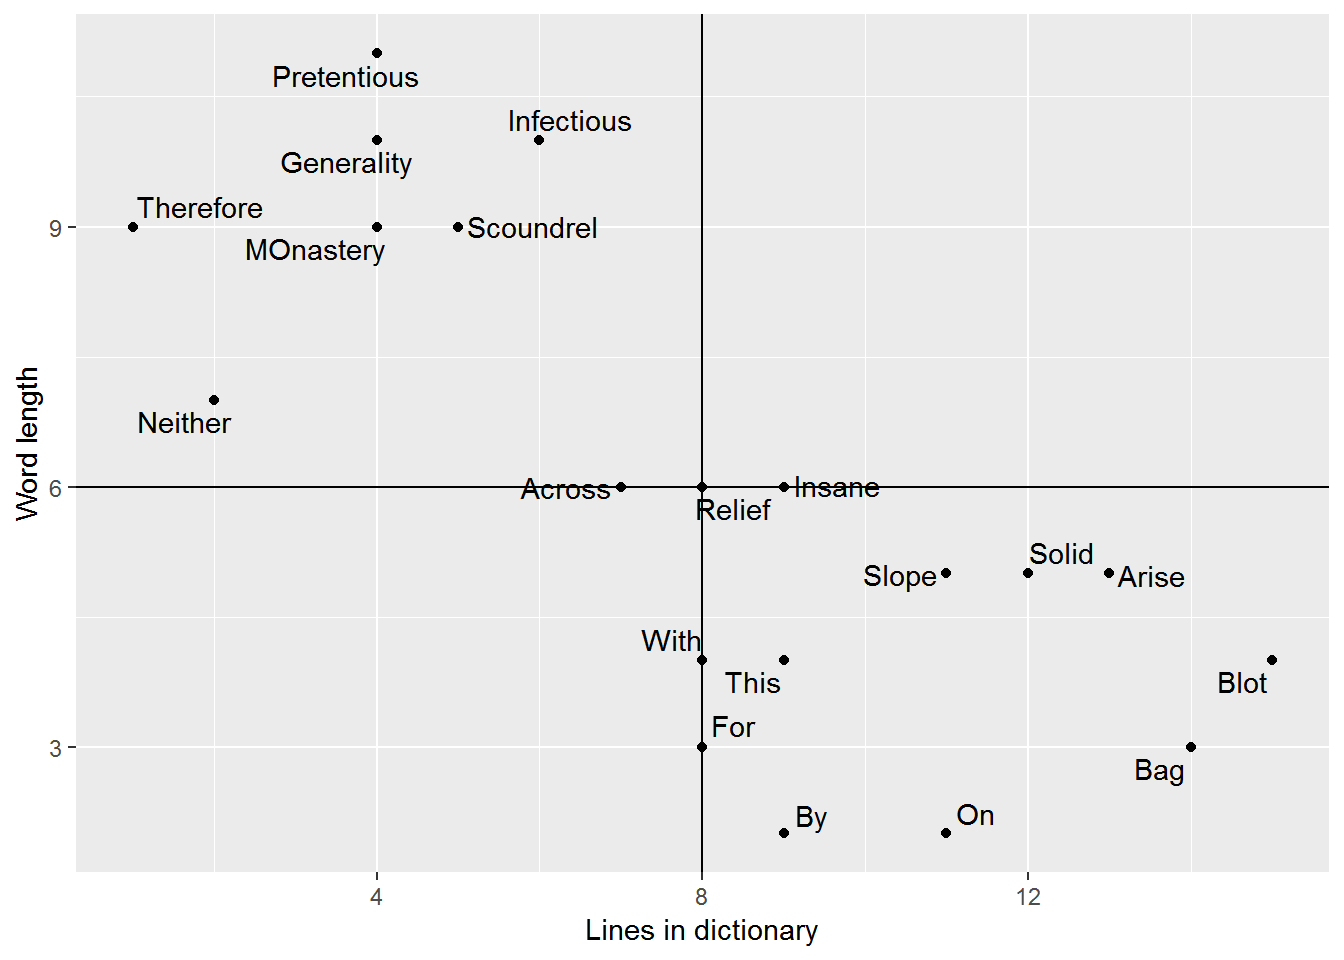 Pretentious
Infectious
Generality
Therefore
9
Scoundrel
MOnastery
Neither
Word length
6
Across
Insane
Relief
Solid
Slope
Arise
With
This
Blot
For
3
Bag
By
On
4
8
12
Lines in dictionary